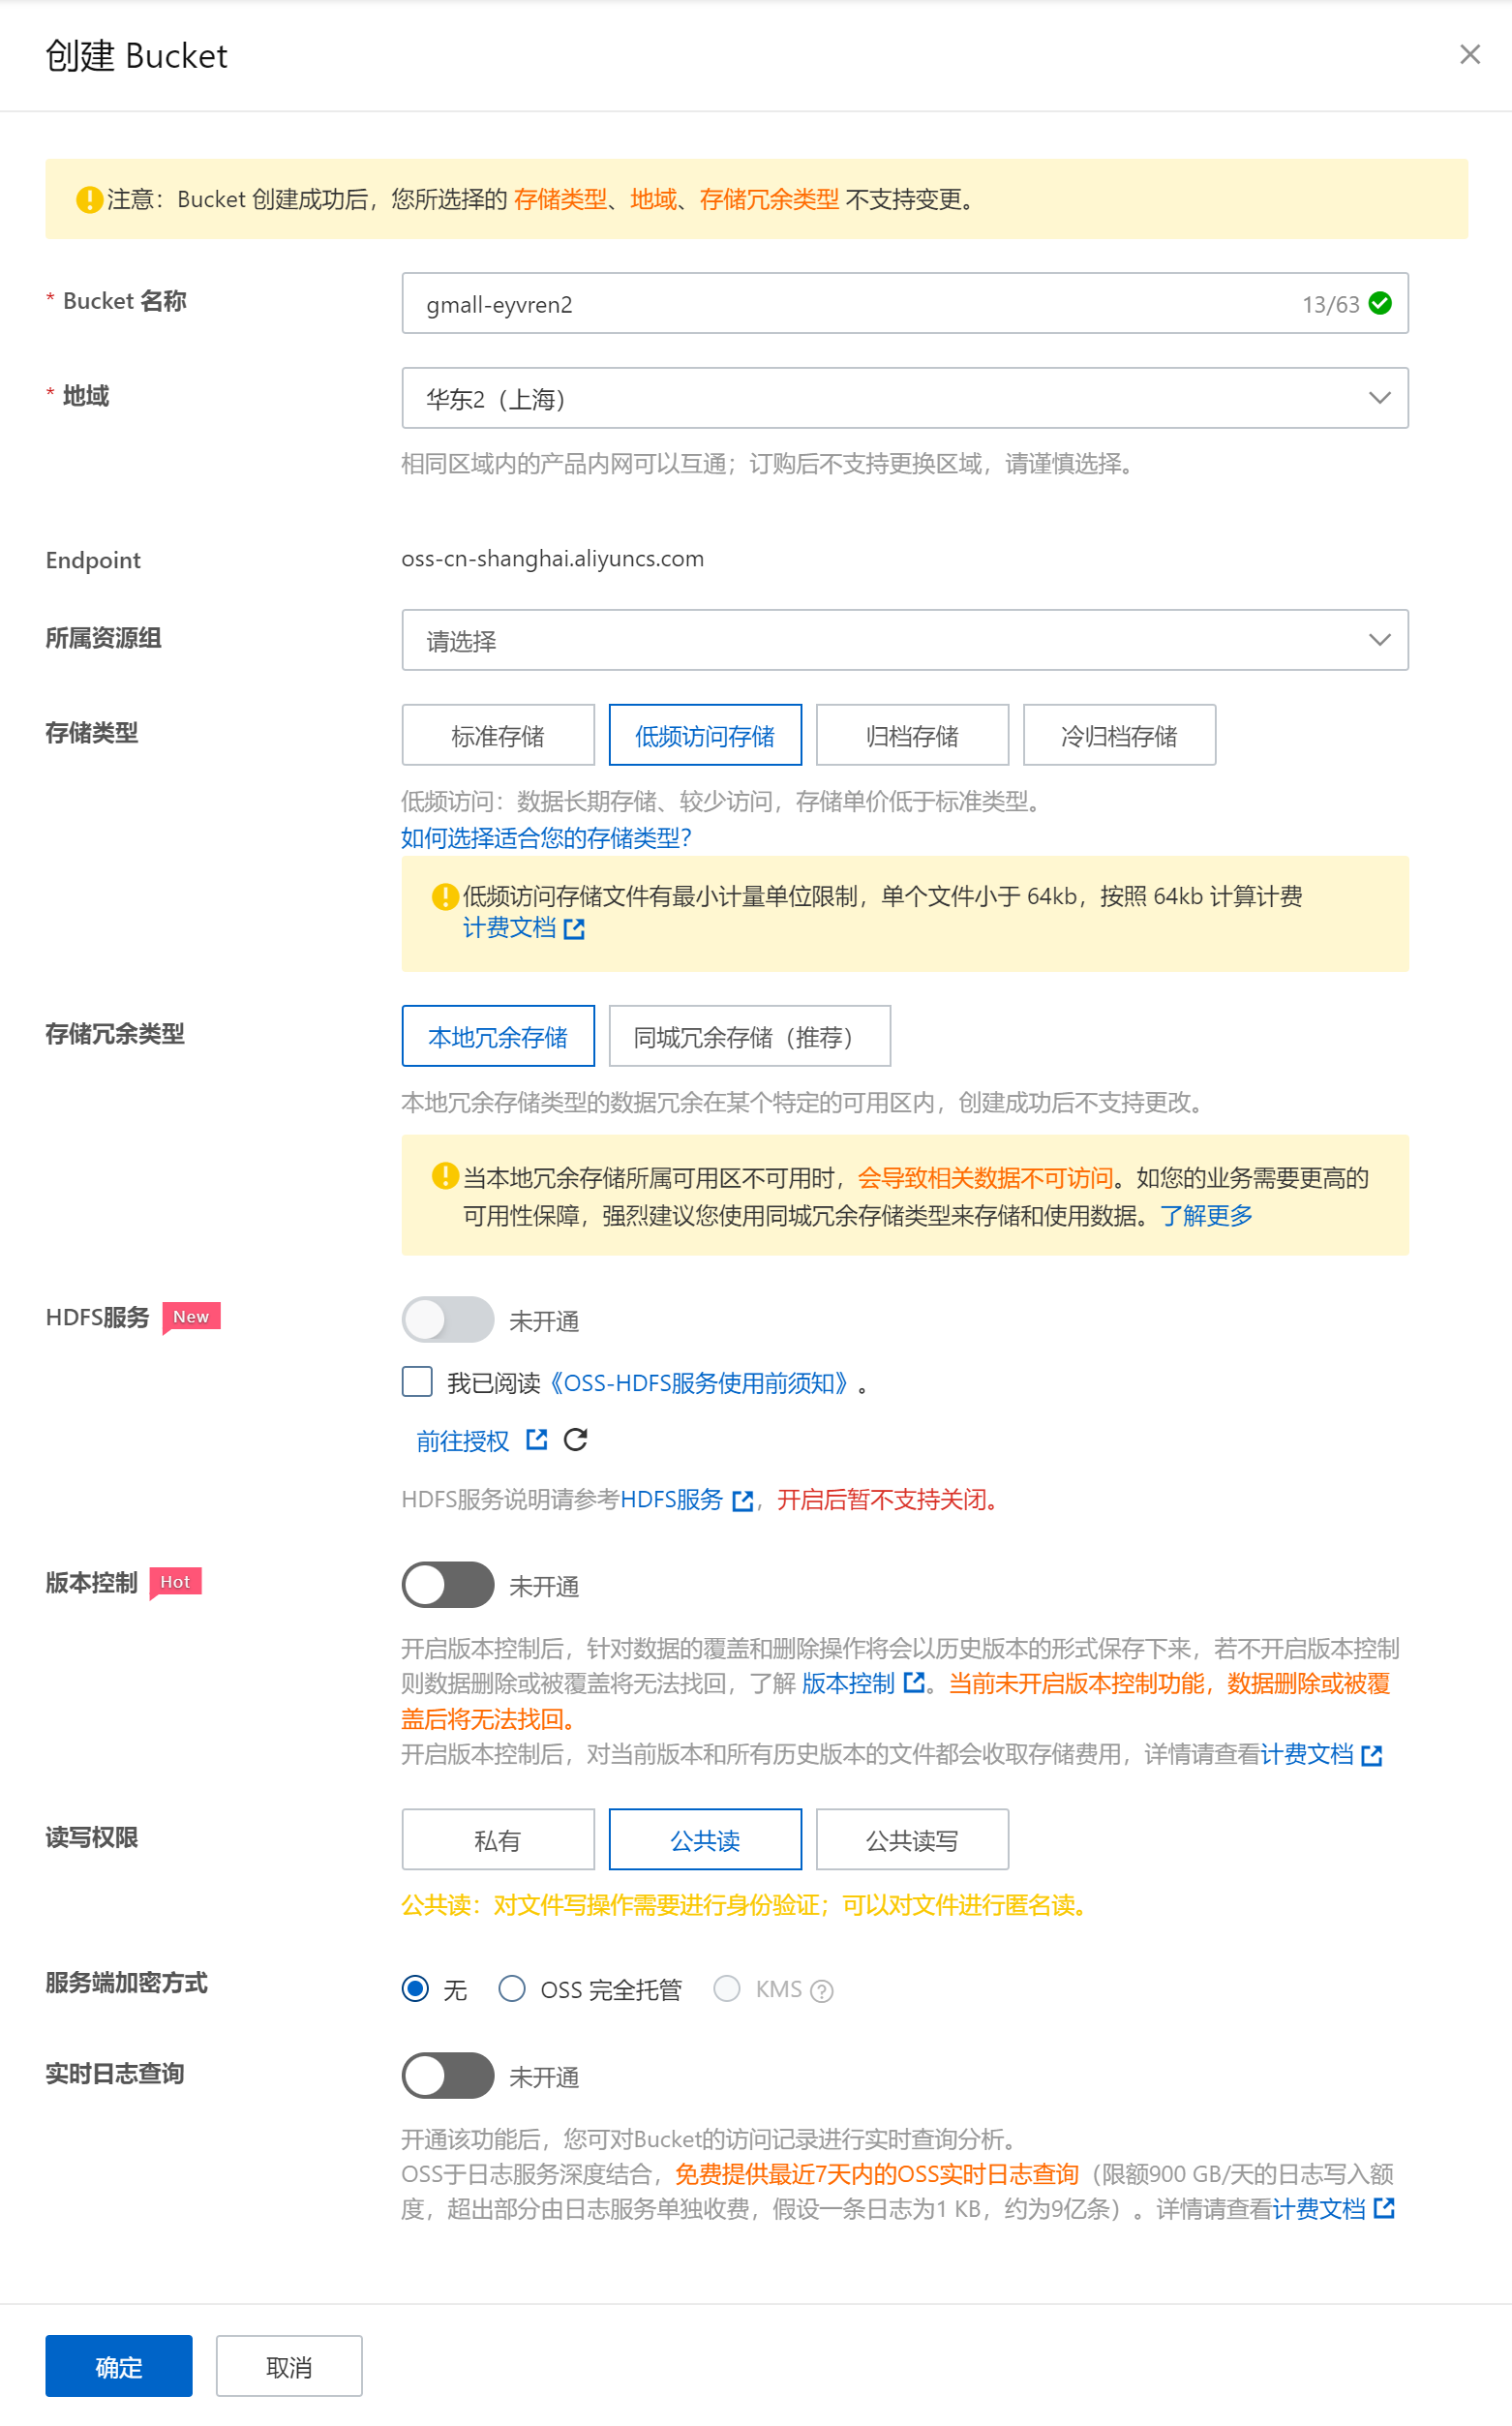 创建 Bucket
注意：Bucket 创建成功后，您所选择的 存储类型、地域、存储冗余类型 不支持变更。
* Bucket 名称
gmall-eyvren2
13/63
* 地域
华东2（上海）
相同区域内的产品内网可以互通；订购后不支持更换区域，请谨慎选择。
Endpoint
oss-cn-shanghai.aliyuncs.com
所属资源组
请选择
存储类型
标准存储
低频访问存储
归档存储
冷归档存储
低频访问：数据长期存储、较少访问，存储单价低于标准类型。
如何选择适合您的存储类型？
低频访问存储文件有最小计量单位限制，单个文件小于 64kb，按照 64kb 计算计费
计费文档
存储冗余类型
本地冗余存储
同城冗余存储（推荐）
本地冗余存储类型的数据冗余在某个特定的可用区内，创建成功后不支持更改。
当本地冗余存储所属可用区不可用时，会导致相关数据不可访问。如您的业务需要更高的
可用性保障，强烈建议您使用同城冗余存储类型来存储和使用数据。了解更多
HDFS服务
New
未开通
我已阅读《OSS-HDFS服务使用前须知》。
前往授权
HDFS服务说明请参考HDFS服务 ，开启后暂不支持关闭。
版本控制
Hot
未开通
开启版本控制后，针对数据的覆盖和删除操作将会以历史版本的形式保存下来，若不开启版本控制
则数据删除或被覆盖将无法找回，了解 版本控制 。当前未开启版本控制功能，数据删除或被覆
盖后将无法找回。
开启版本控制后，对当前版本和所有历史版本的文件都会收取存储费用，详情请查看计费文档
读写权限
私有
公共读
公共读写
公共读：对文件写操作需要进行身份验证；可以对文件进行匿名读。
服务端加密方式
无
OSS 完全托管
KMS
实时日志查询
未开通
开通该功能后，您可对Bucket的访问记录进行实时查询分析。
OSS于日志服务深度结合，免费提供最近7天内的OSS实时日志查询（限额900 GB/天的日志写入额
度，超出部分由日志服务单独收费，假设一条日志为1 KB，约为9亿条）。详情请查看计费文档
确定
取消